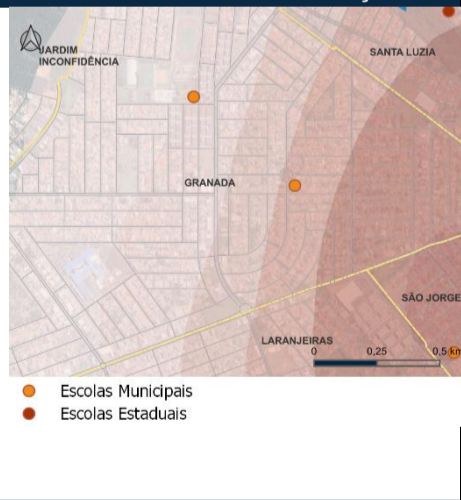 JARDIM
INCONFIDÊNCIA
SANTA LUZIA
GRANADA
SÃO JORGE
LARANJEIRAS
0 0,25 0,5 km
Escolas Municipais
Escolas Estaduais